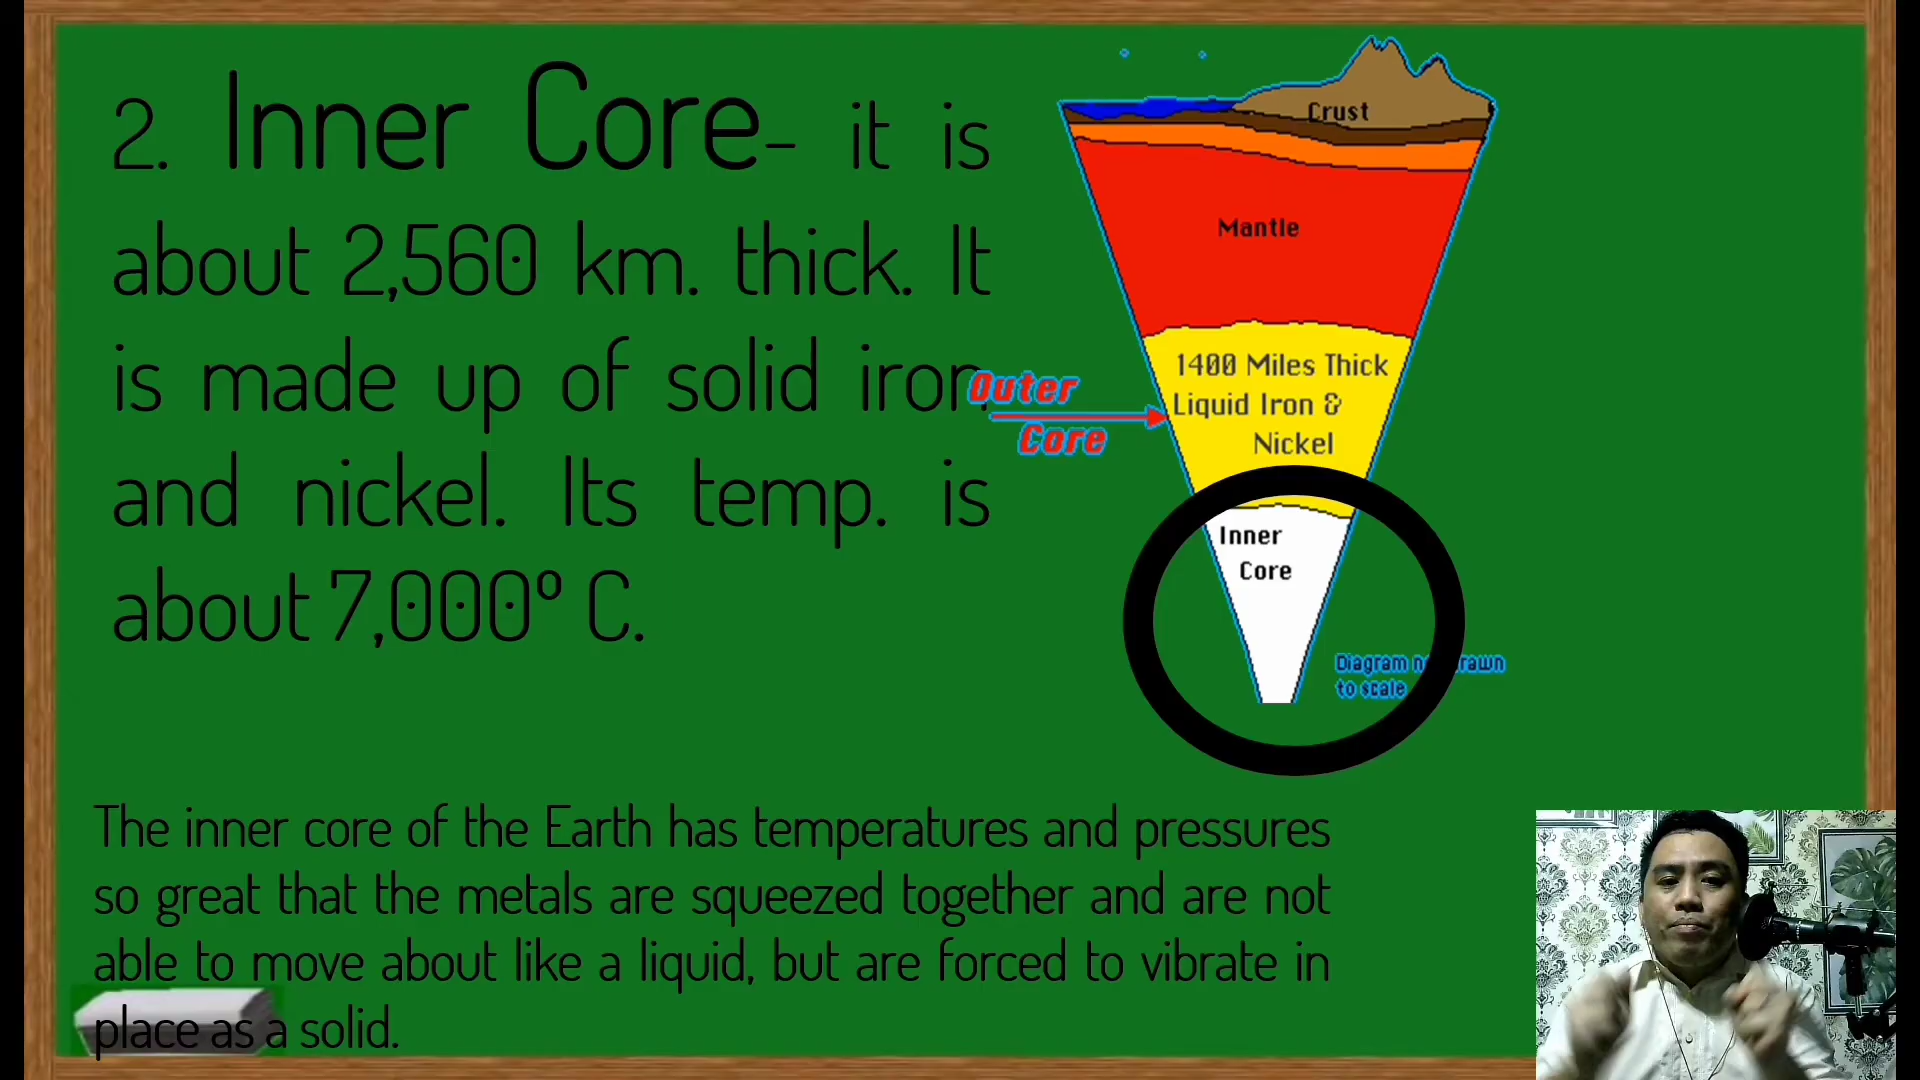 2. Inner Core- it is
about 2,560 km. thick. It
is made up of solid iron
and nickel. Its temp. is
about 7,000º C.
Crust
Mantle
1400 Miles Thick
Liquid Iron &
Nickel
Outer
Core
Inner
Core
Diagram
to scale
The inner core of the Earth has temperatures and pressures
so great that the metals are squeezed together and are not
able to move about like a liquid, but are forced to vibrate in
place as a solid.